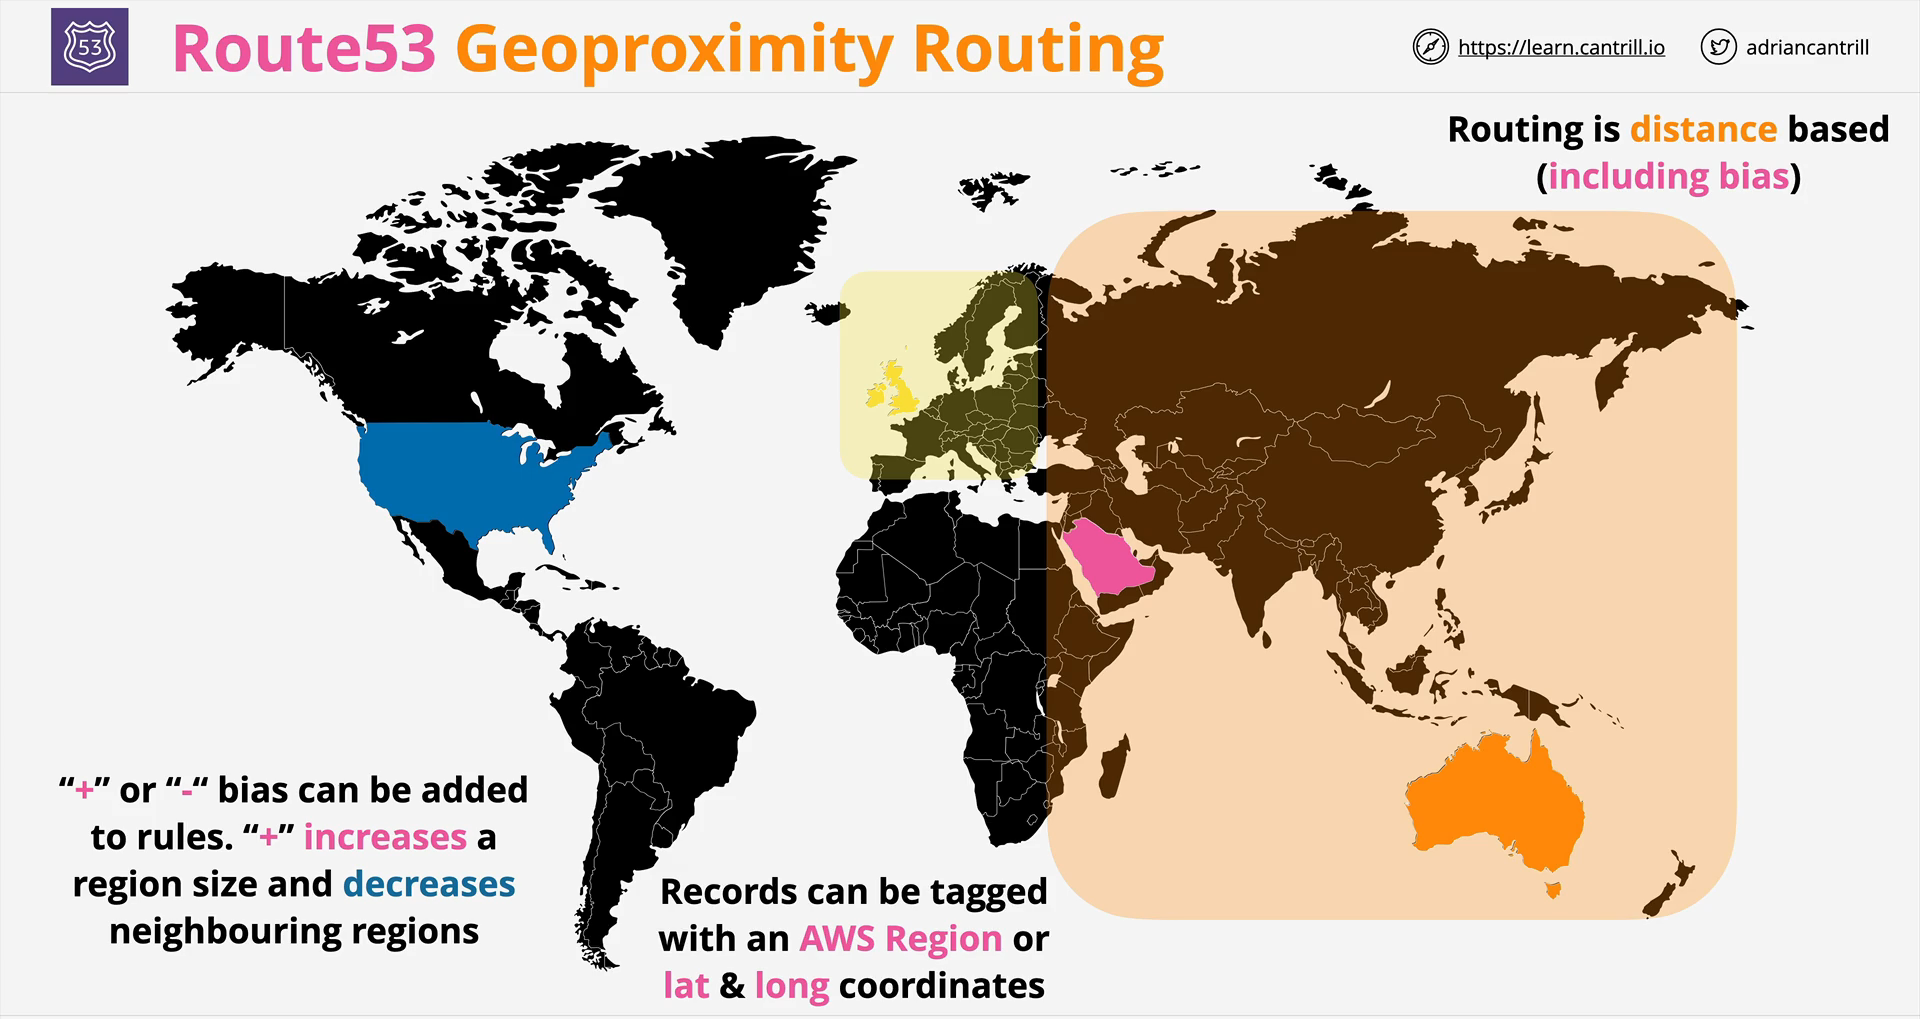 53
Route53 Geoproximity Routing
https://learn.cantrill.io
adriancantrill
Routing is distance based
(including bias)
“+” or “-“ bias can be added
to rules. “+” increases a
region size and decreases
neighbouring regions
Records can be tagged
with an AWS Region or
lat & long coordinates